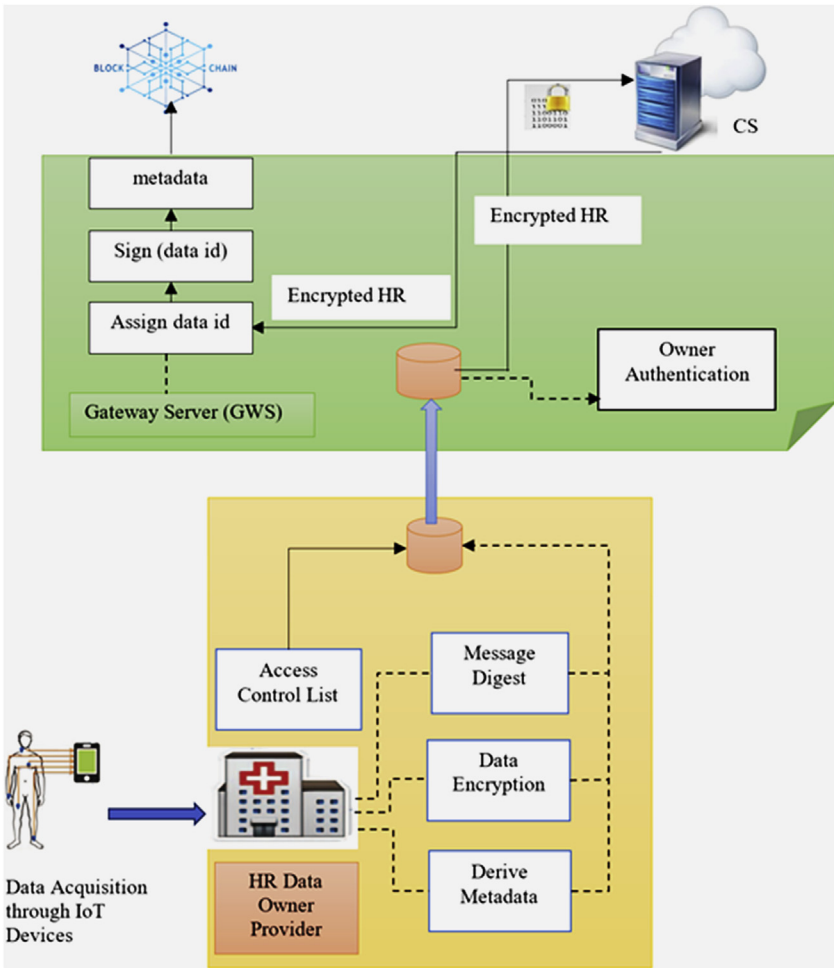 BLOCK CHAIN
CS
metadata
Sign (data id)
Assign data id
Gateway Server (GWS)
Encrypted HR
Encrypted HR
Owner
Authentication
Access
Control List
Message
Digest
Data
Encryption
Derive
Metadata
HR Data
Owner
Provider
Data Acquisition
through IoT
Devices